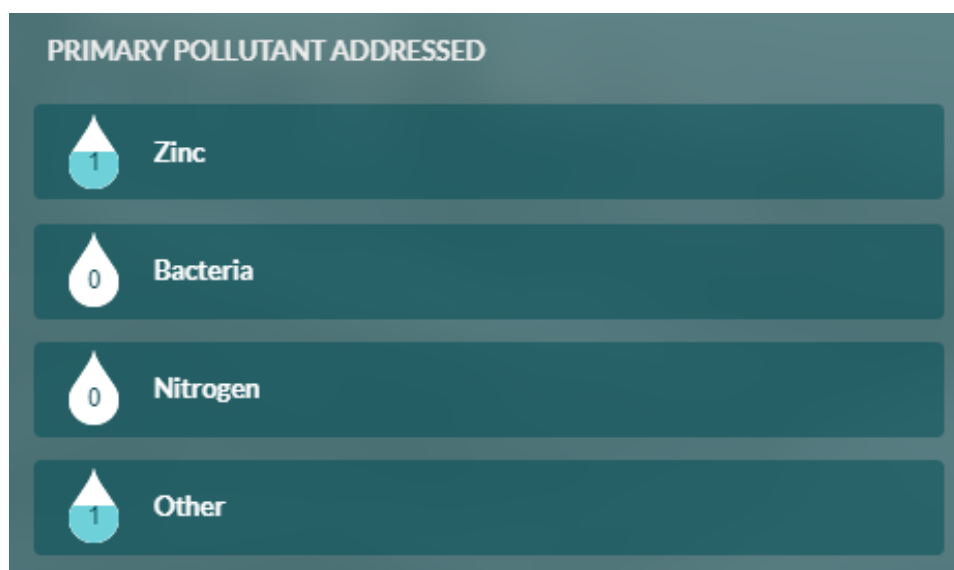 PRIMARY POLLUTANT ADDRESSED
1 Zinc
0 Bacteria
0 Nitrogen
1 Other